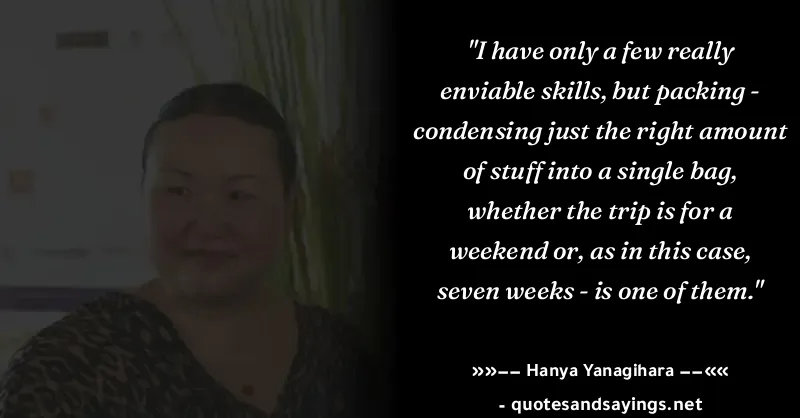 "I have only a few really
enviable skills, but packing -
condensing just the right amount
of stuff into a single bag,
whether the trip is for a
weekend or, as in this case,
seven weeks - is one of them."
»»–– Hanya Yanagihara ––««
- quotesandsayings.net